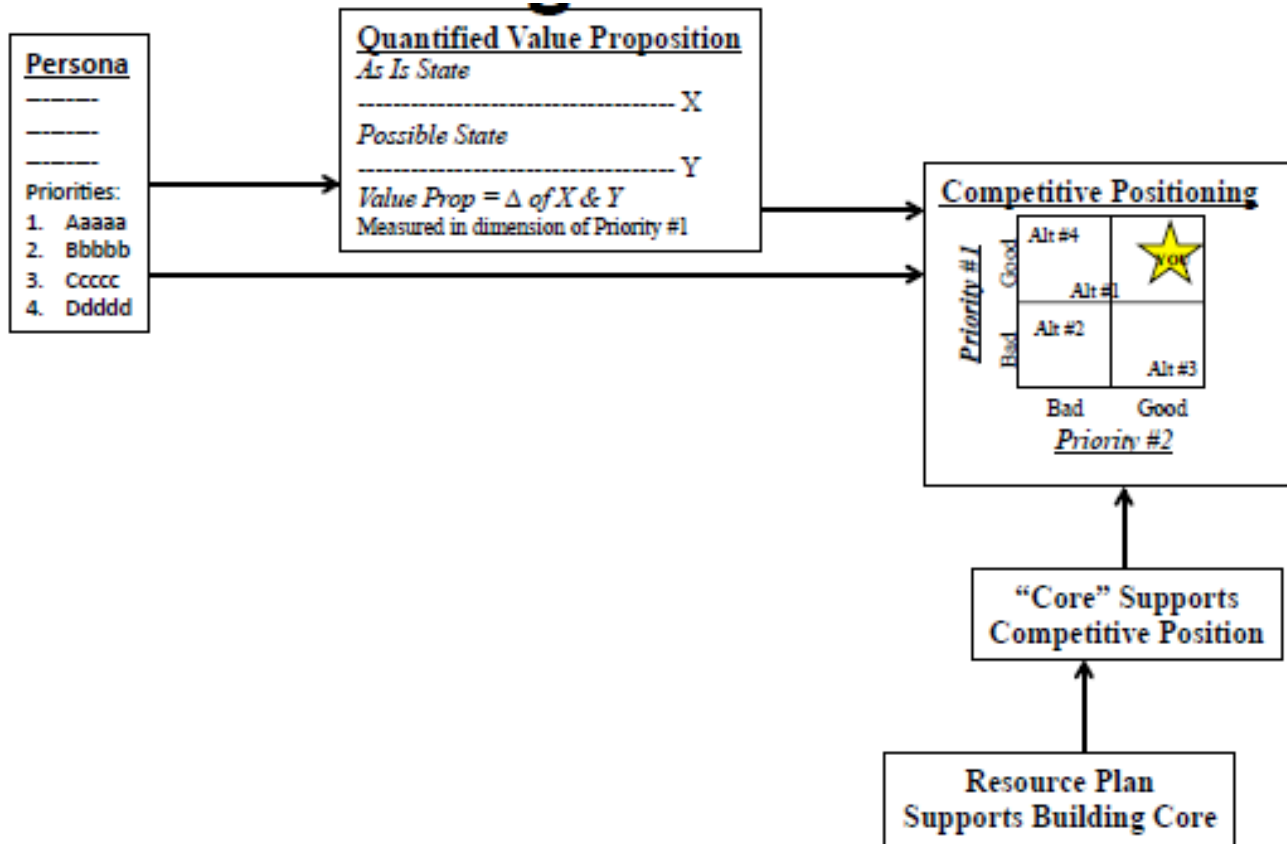 Persona
----------
----------
----------
Priorities:
1. Aaaaa
2. Bbbbb
3. Ccccc
4. Ddddd
Quantified Value Proposition
As Is State
------------------------------------ X
Possible State
------------------------------------ Y
Value Prop = Δ of X & Y
Measured in dimension of Priority #1
Competitive Positioning
Priority #1
Good
Bad
Alt #4
YOU
Alt #1
Alt #2
Alt #3
Bad Good
Priority #2
“Core” Supports
Competitive Position
Resource Plan
Supports Building Core